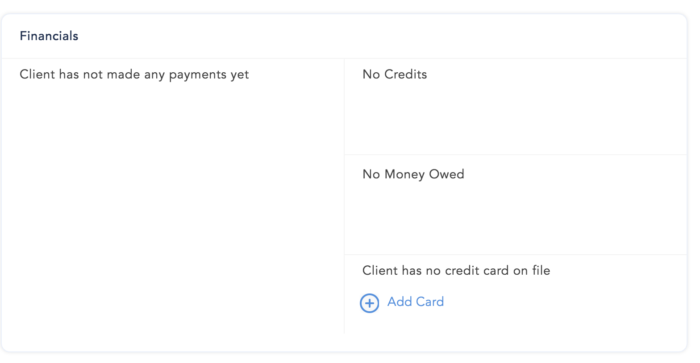 Financials
Client has not made any payments yet
No Credits
No Money Owed
Client has no credit card on file
Add Card